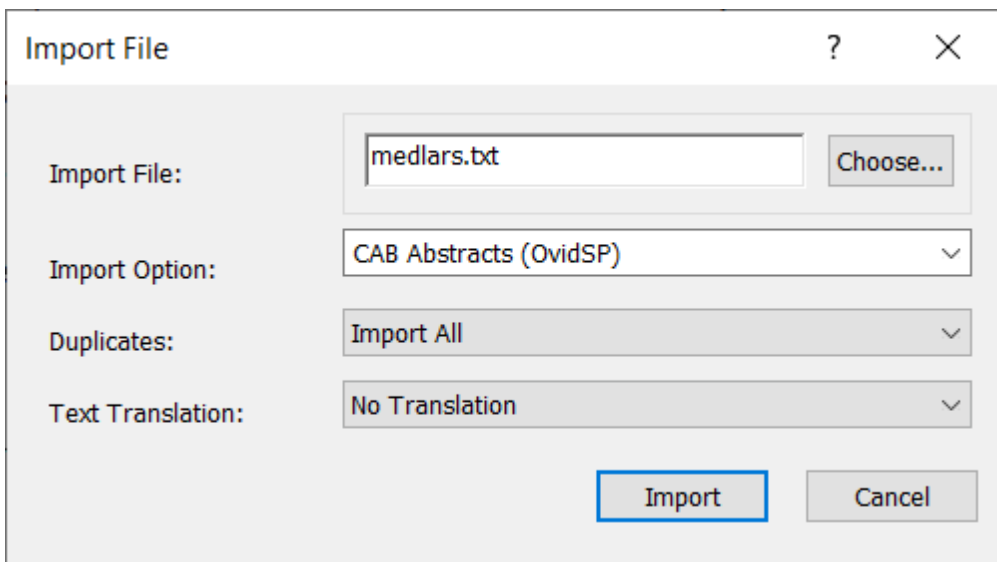 Import File
?
Import File:
medlars.txt
Choose...
Import Option:
CAB Abstracts (OvidSP)
Duplicates:
Import All
Text Translation:
No Translation
Import
Cancel